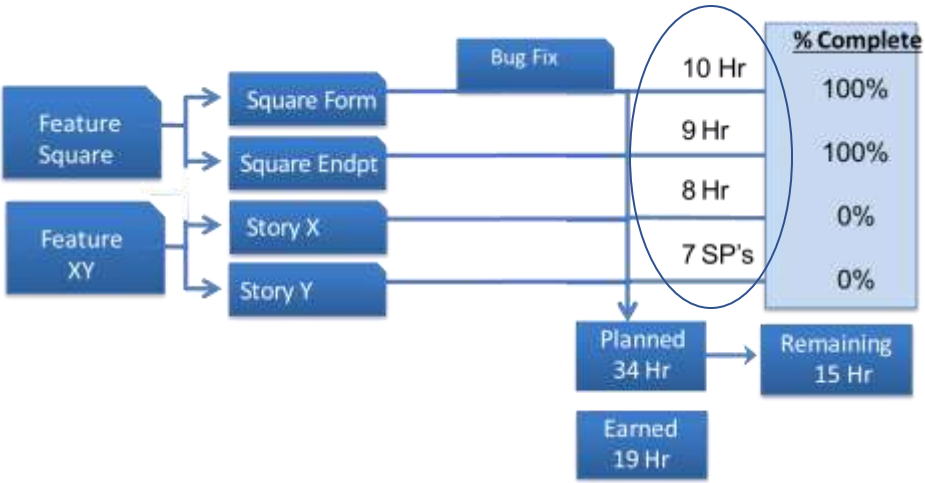 Bug Fix
% Complete
Feature
Square
Square Form
10 Hr
100%
Square Endpt
9 Hr
100%
Feature
XY
Story X
8 Hr
0%
Story Y
7 SP's
0%
Planned
34 Hr
Remaining
15 Hr
Earned
19 Hr